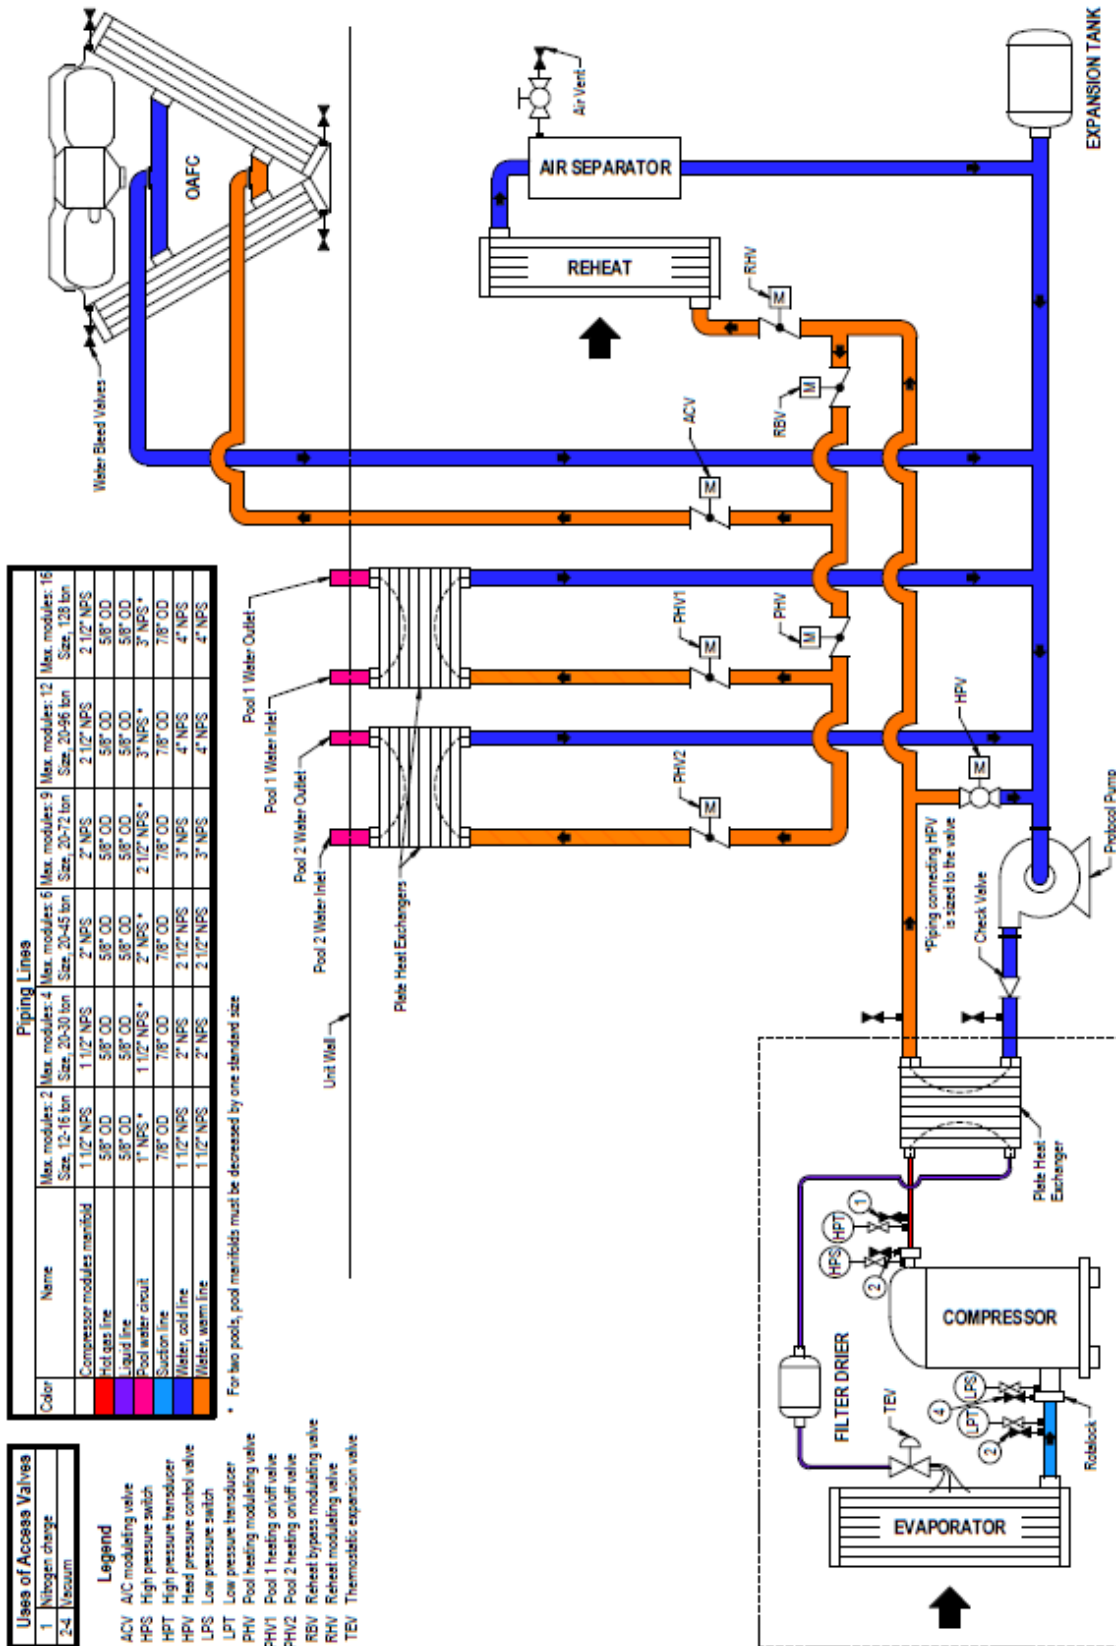 Uses of Access Valves
1 Nitrogen charge
2-4 Vacuum
Legend
ACV A/C modulating valve
HPS High pressure switch
HPT High pressure transducer
HPV Head pressure control valve
LPS Low pressure switch
LPT Low pressure transducer
PHV Pool heating modulating valve
PHV1 Pool 1 heating on/off valve
PHV2 Pool 2 heating on/off valve
RBV Reheat bypass modulating valve
RHV Reheat modulating valve
TEV Thermostatic expansion valve
Piping Lines
Color Name Max. modules: 2 Size, 12-16 ton Max. modules: 4 Size, 20-30 ton Max. modules: 6 Size, 20-45 ton Max. modules: 9 Size, 20-72 ton Max. modules: 12 Size, 20-96 ton Max. modules: 16 Size, 128 ton
Compressor modules manifold 1 1/2" NPS 1 1/2" NPS 2" NPS 2" NPS 2 1/2" NPS 2 1/2" NPS
Hot gas line 5/8" OD 5/8" OD 5/8" OD 5/8" OD 5/8" OD 5/8" OD
Liquid line 5/8" OD 5/8" OD 5/8" OD 5/8" OD 5/8" OD 5/8" OD
Pool water circuit 1" NPS * 1 1/2" NPS * 2" NPS * 2 1/2" NPS * 3" NPS * 3" NPS *
Suction line 7/8" OD 7/8" OD 7/8" OD 7/8" OD 7/8" OD 7/8" OD
Water, cold line 1 1/2" NPS 2" NPS 2 1/2" NPS 3" NPS 4" NPS 4" NPS
Water, warm line 1 1/2" NPS 2" NPS 2 1/2" NPS 3" NPS 4" NPS 4" NPS
* For two pools, pool manifolds must be decreased by one standard size
Water Bleed Valves
OAFC
Unit Wall
Pool 2 Water Inlet
Pool 2 Water Outlet
Pool 1 Water Inlet
Pool 1 Water Outlet
Plate Heat Exchangers
PHV2
M
PHV1
M
PHV
M
ACV
M
RBV
M
RHV
M
REHEAT
AIR SEPARATOR
Air Vent
EXPANSION TANK
HPV
M
*Piping connecting HPV
is sized to the valve
Check Valve
Protocol Pump
Plate Heat
Exchanger
HPT
1
HPS
2
COMPRESSOR
FILTER DRIER
TEV
LPS
4
LPT
2
Rotalock
EVAPORATOR